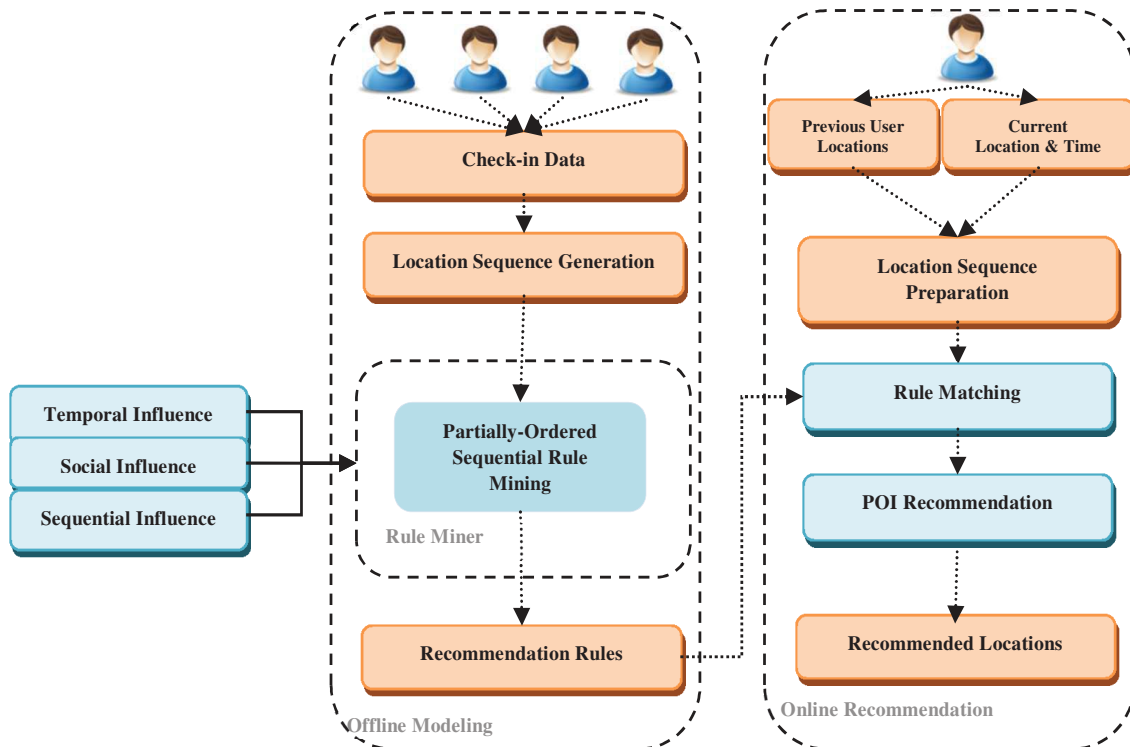 Check-in Data
Location Sequence Generation
Temporal Influence
Social Influence
Sequential Influence
Partially-Ordered
Sequential Rule
Mining
Rule Miner
Recommendation Rules
Offline Modeling
Previous User
Locations
Current
Location & Time
Location Sequence
Preparation
Rule Matching
POI Recommendation
Recommended Locations
Online Recommendation